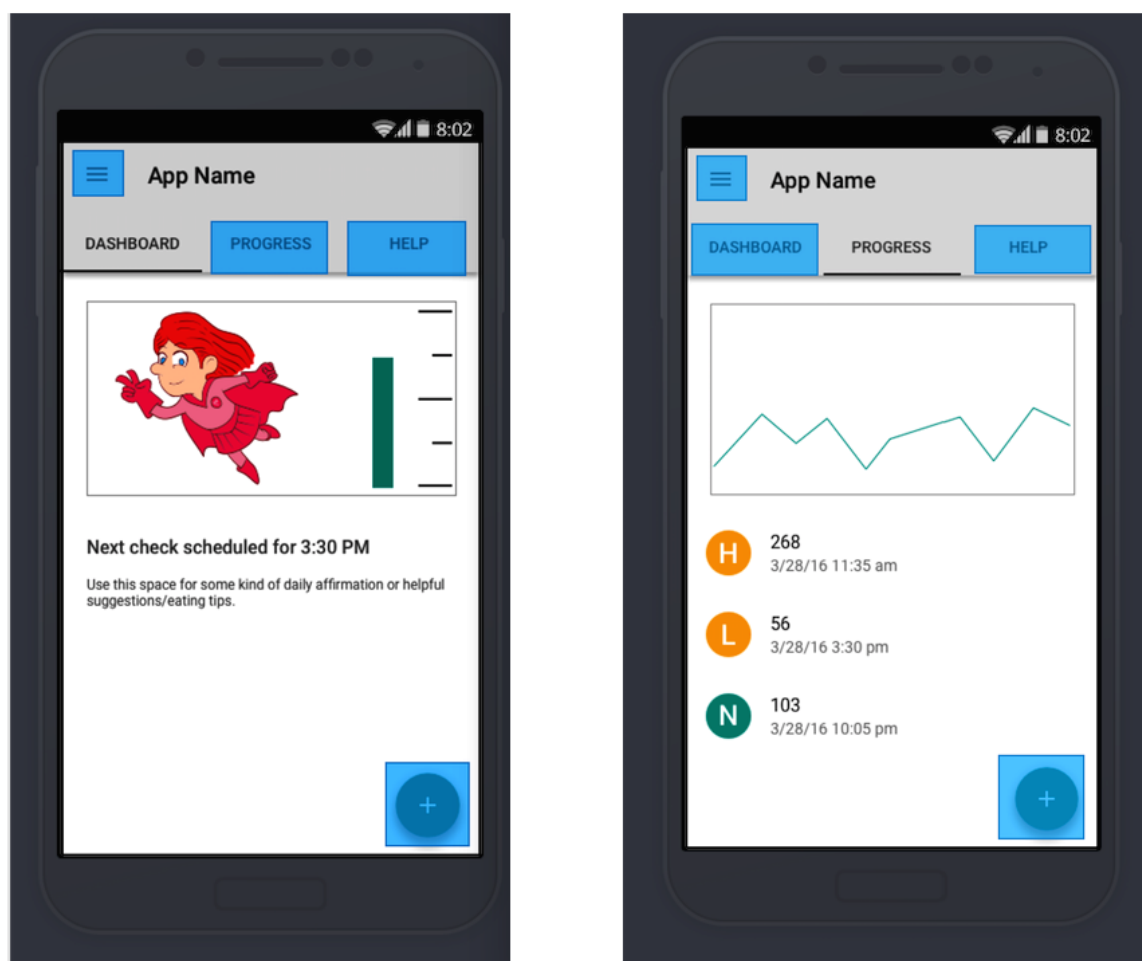 8:02
App Name
DASHBOARD PROGRESS HELP
Next check scheduled for 3:30 PM
Use this space for some kind of daily affirmation or helpful
suggestions/eating tips.
+
8:02
App Name
DASHBOARD PROGRESS HELP
H 268
3/28/16 11:35 am
L 56
3/28/16 3:30 pm
N 103
3/28/16 10:05 pm
+